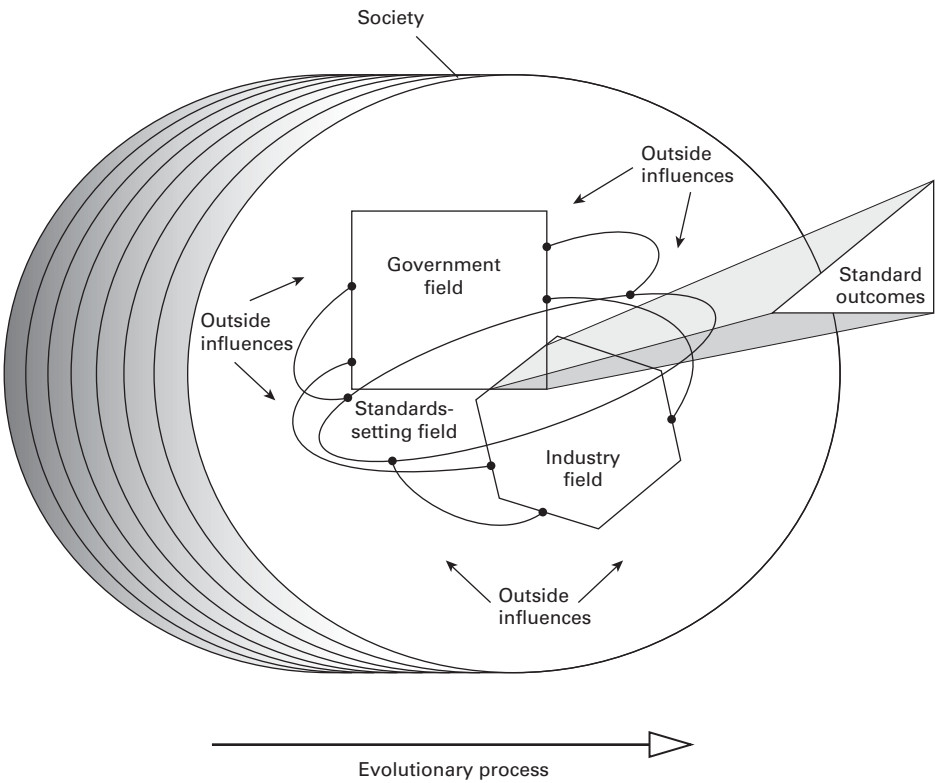 Society
Outside
influences
Government
field
Standard
outcomes
Outside
influences
Standards-
setting field
Industry
field
Outside
influences
Evolutionary process